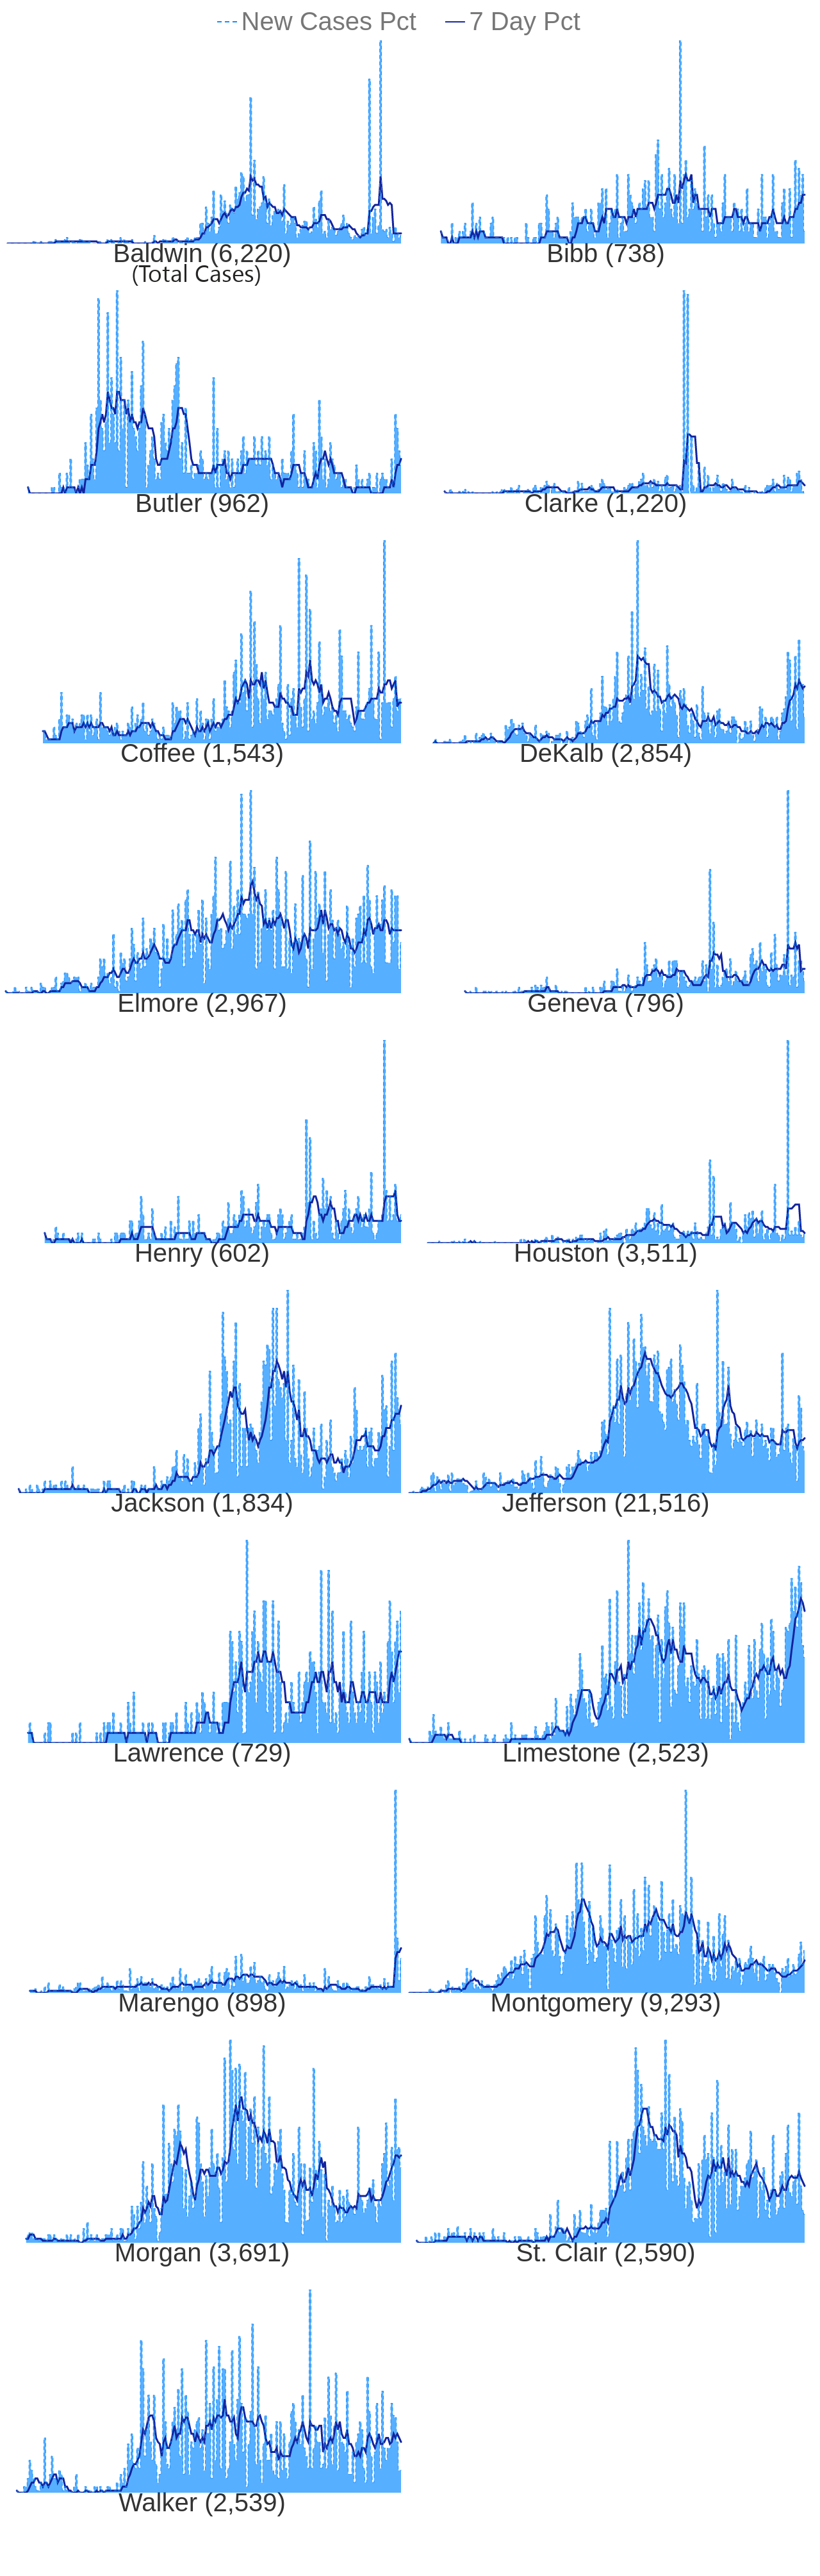 New Cases Pct 7 Day Pct
Baldwin (6,220) Bibb (738)
(Total Cases)
Butler (962) Clarke (1,220)
Coffee (1,543) DeKalb (2,854)
Elmore (2,967) Geneva (796)
Henry (602) Houston (3,511)
Jackson (1,834) Jefferson (21,516)
Lawrence (729) Limestone (2,523)
Marengo (898) Montgomery (9,293)
Morgan (3,691) St. Clair (2,590)
Walker (2,539)